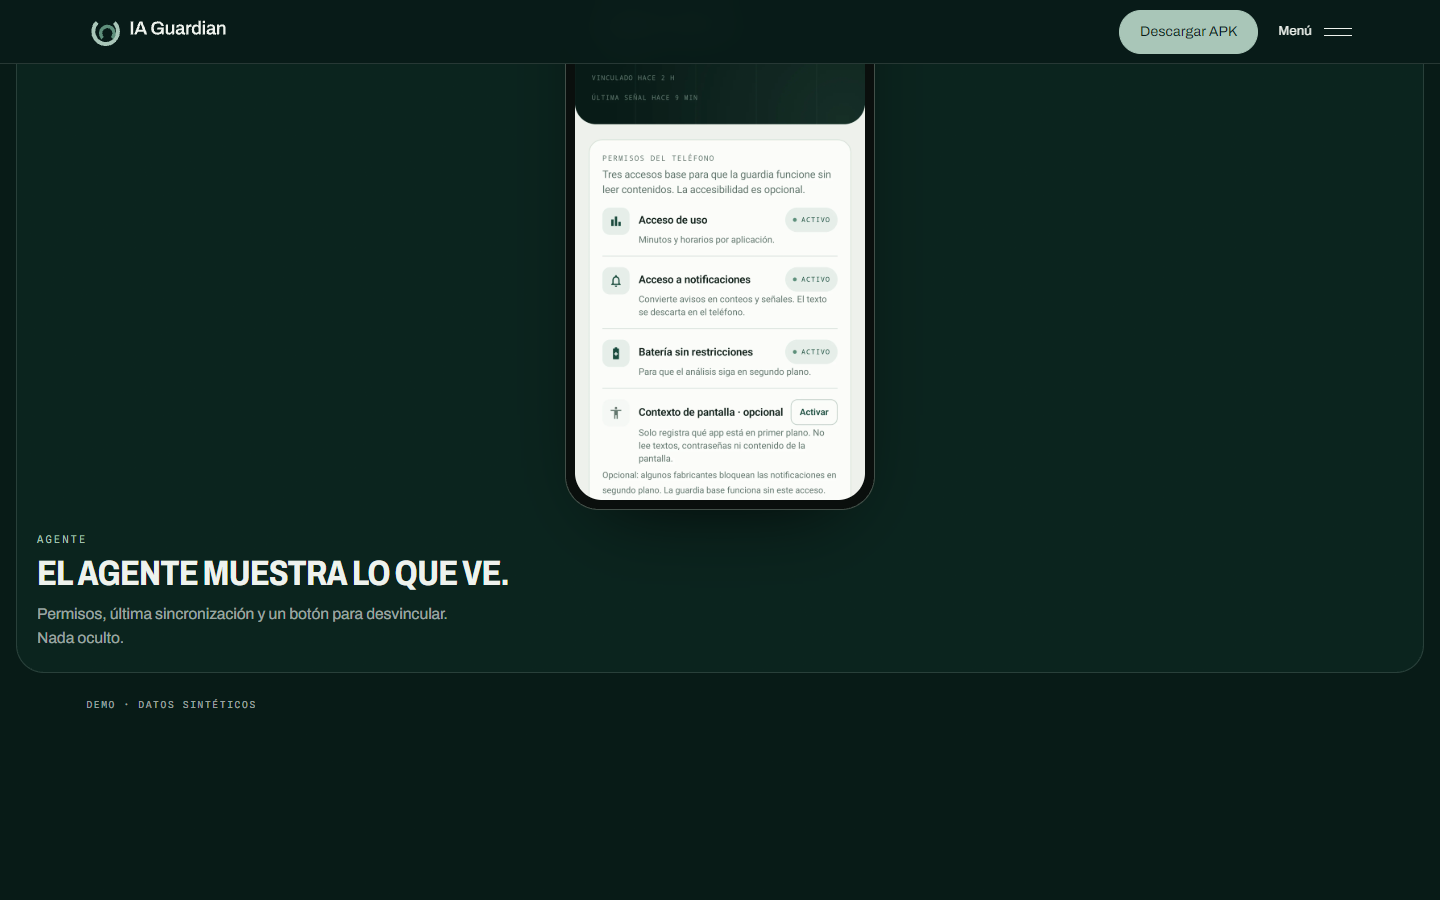 IA Guardian
Descargar APK
Menú
VINCULADO HACE 2 H
ÚLTIMA SEÑAL HACE 9 MIN
PERMISOS DEL TELÉFONO
Tres accesos base para que la guardia funcione sin
leer contenidos. La accesibilidad es opcional.
Acceso de uso
ACTIVO
Minutos y horarios por aplicación.
Acceso a notificaciones
ACTIVO
Convierte avisos en conteos y señales. El texto
se descarta en el teléfono.
Batería sin restricciones
ACTIVO
Para que el análisis siga en segundo plano.
Contexto de pantalla · opcional
Activar
Solo registra qué app está en primer plano. No
lee textos, contraseñas ni contenido de la
pantalla.
Opcional: algunos fabricantes bloquean las notificaciones en
segundo plano. La guardia base funciona sin este acceso.
AGENTE
EL AGENTE MUESTRA LO QUE VE.
Permisos, última sincronización y un botón para desvincular.
Nada oculto.
DEMO · DATOS SINTÉTICOS